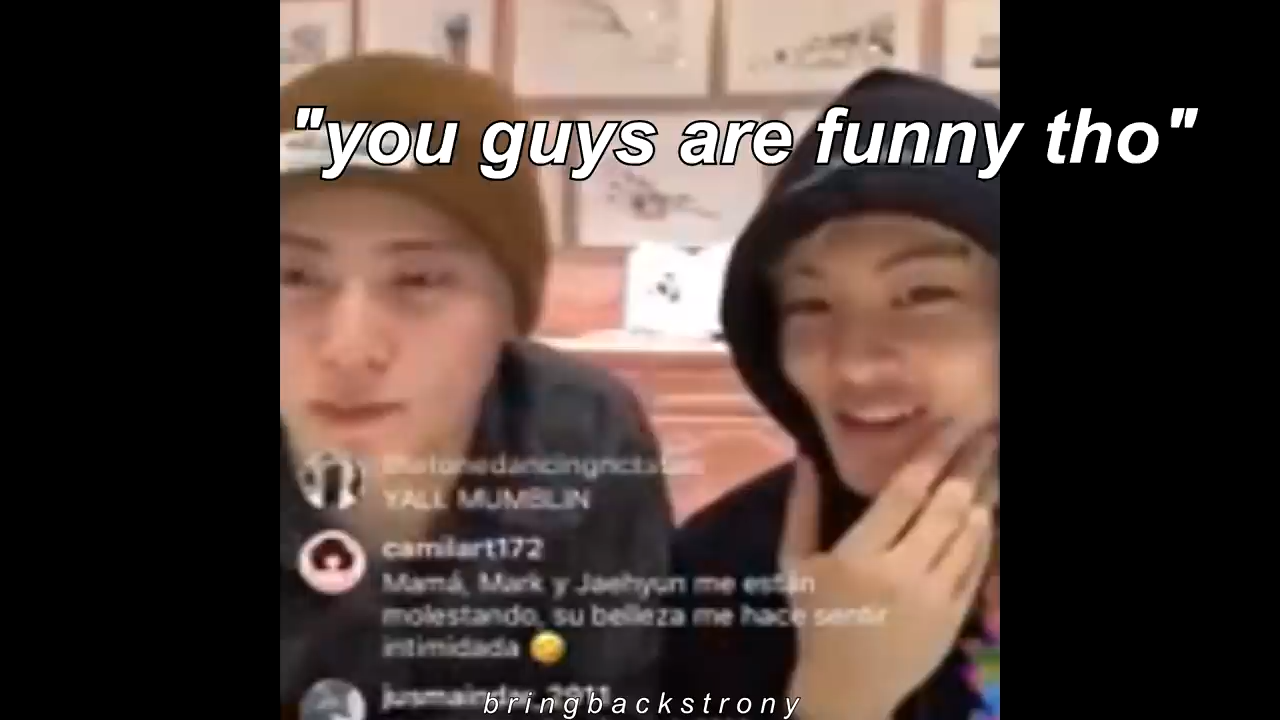 "you guys are funny tho"
YALL MUMBLIN
camilart172
Mamá, Mark y Jaehyun me están
molestando, su belleza me hace sentir
intimidada
bringbackstrony